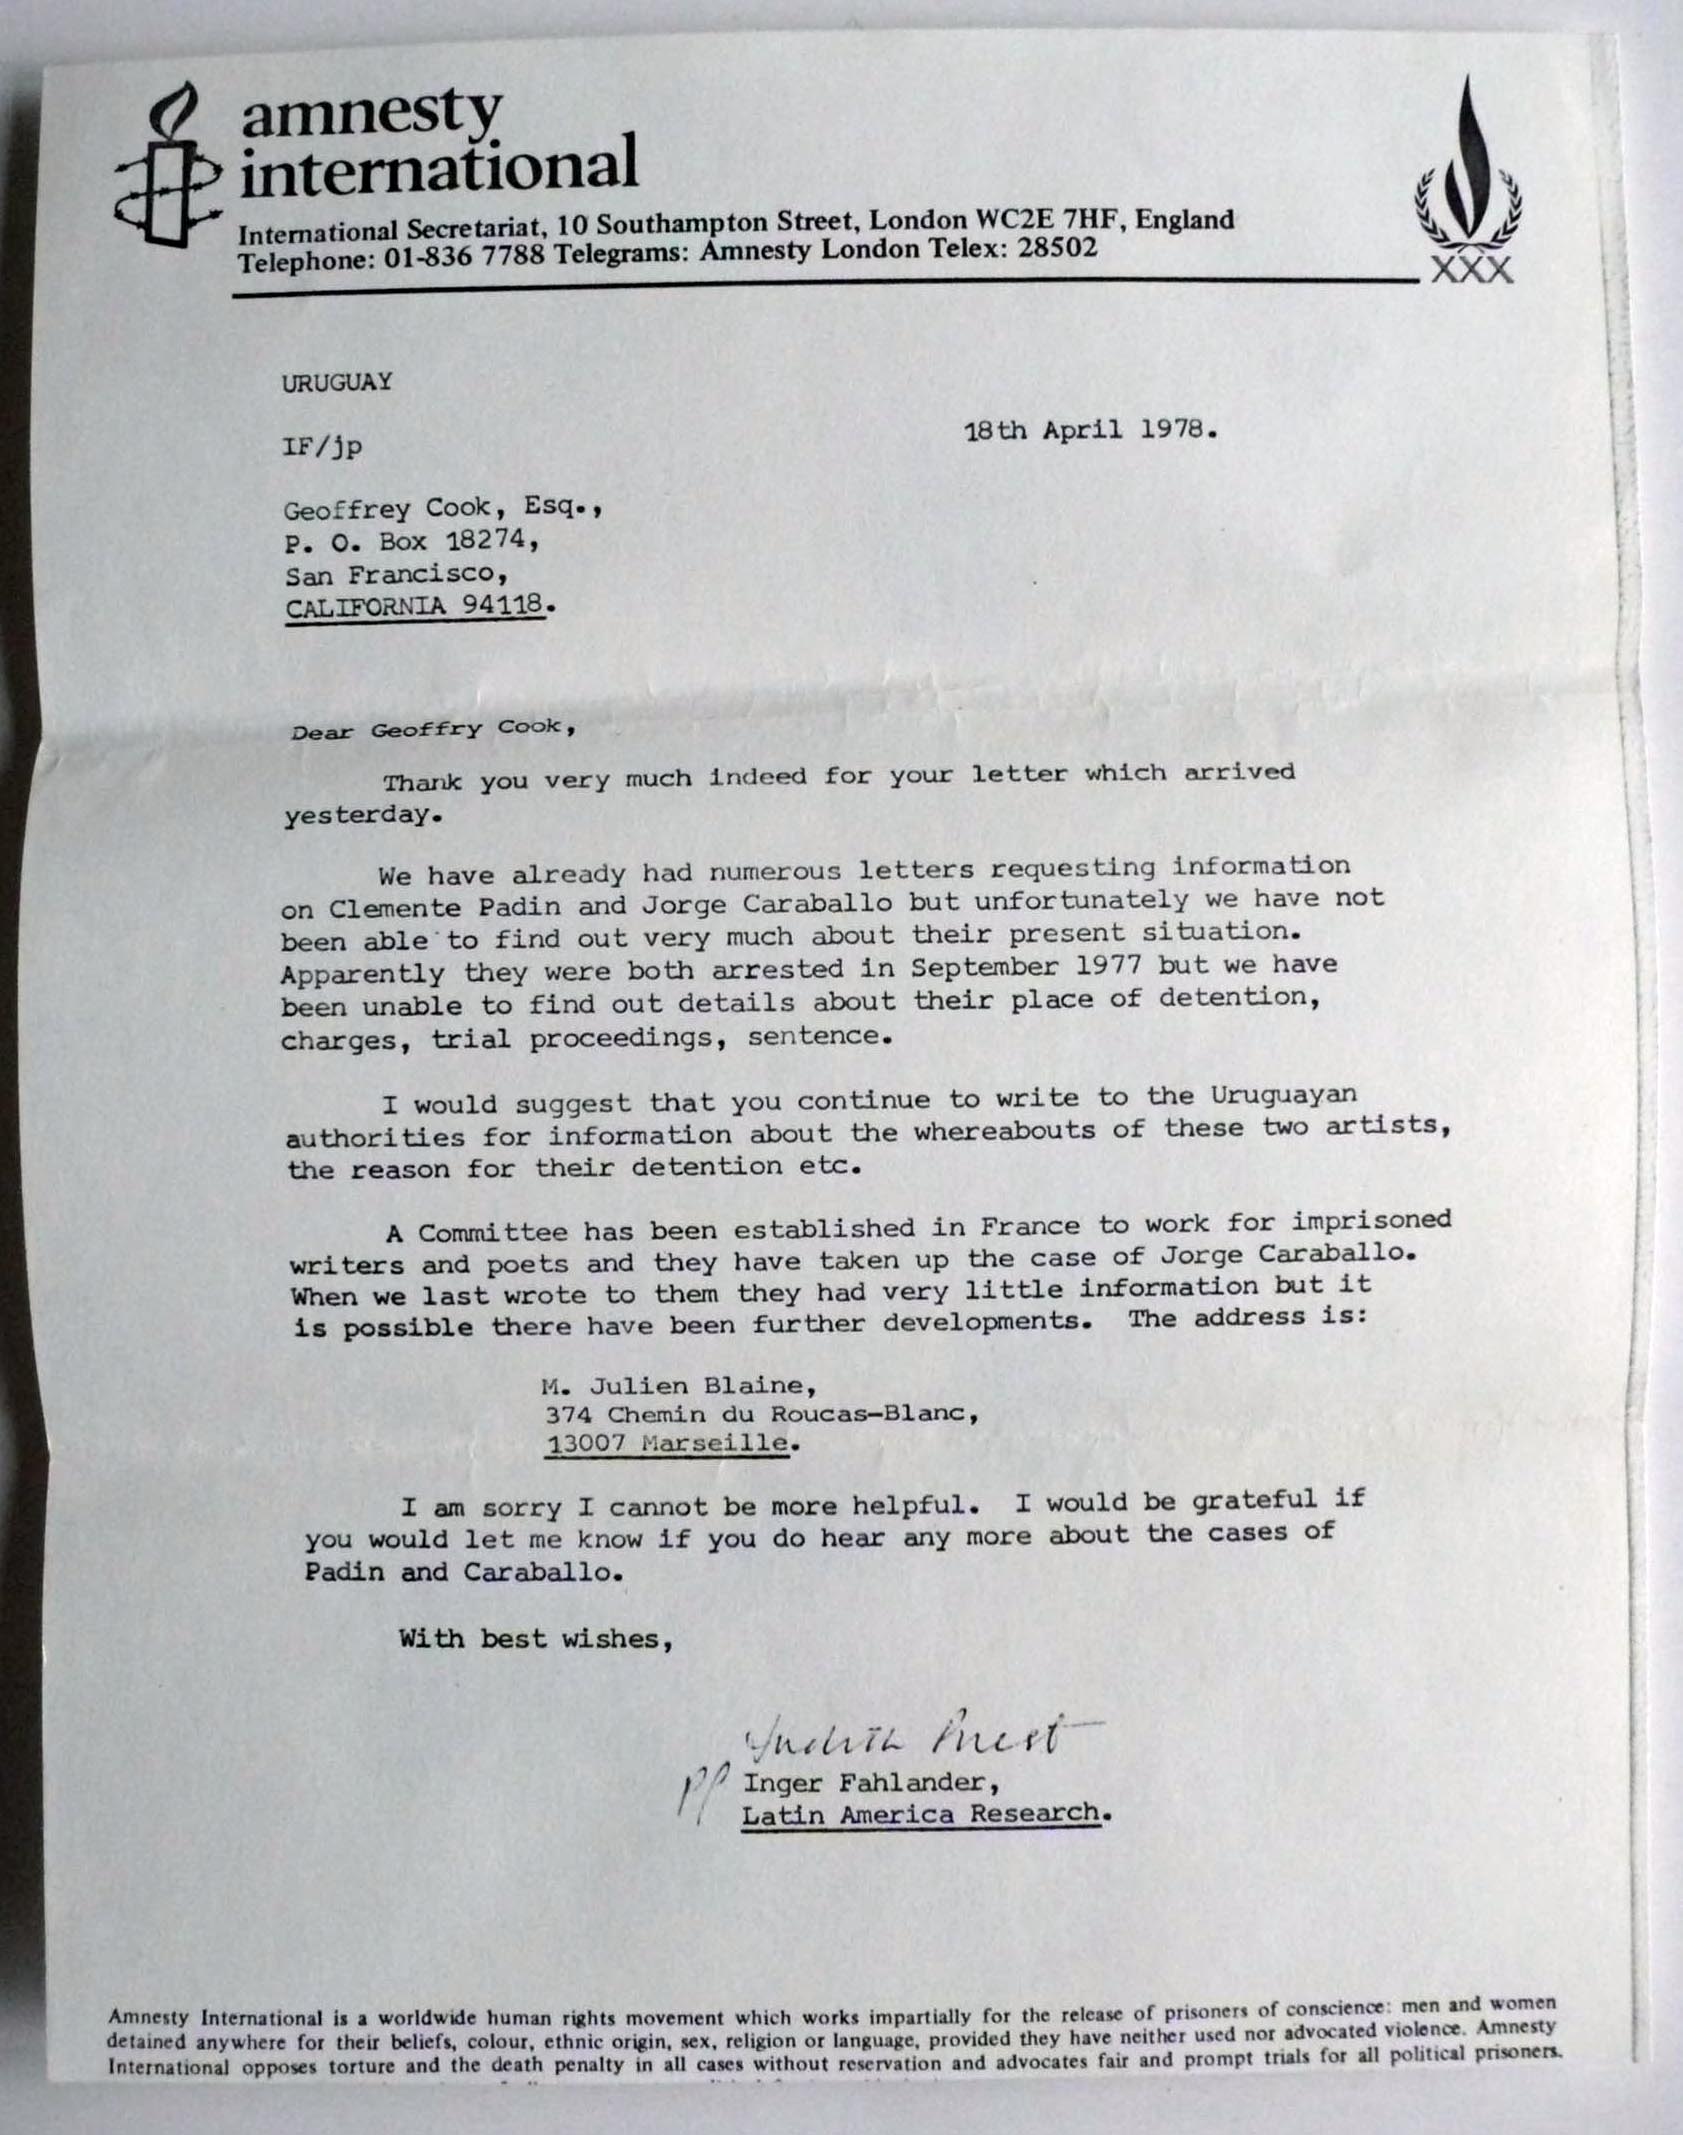 amnesty
international
International Secretariat, 10 Southampton Street, London WC2E 7HF, England
Telephone: 01-836 7788 Telegrams: Amnesty London Telex: 28502
XXX
URUGUAY
18th April 1978.
IF/jp
Geoffrey Cook, Esq.,
P. O. Box 18274,
San Francisco,
CALIFORNIA 94118.
Dear Geoffry Cook,
Thank you very much indeed for your letter which arrived
yesterday.
We have already had numerous letters requesting information
on Clemente Padin and Jorge Caraballo but unfortunately we have not
been able to find out very much about their present situation.
Apparently they were both arrested in September 1977 but we have
been unable to find out details about their place of detention,
charges, trial proceedings, sentence.
I would suggest that you continue to write to the Uruguayan
authorities for information about the whereabouts of these two artists,
the reason for their detention etc.
A Committee has been established in France to work for imprisoned
writers and poets and they have taken up the case of Jorge Caraballo.
When we last wrote to them they had very little information but it
is possible there have been further developments. The address is:
M. Julien Blaine,
374 Chemin du Roucas-Blanc,
13007 Marseille.
I am sorry I cannot be more helpful. I would be grateful if
you would let me know if you do hear any more about the cases of
Padin and Caraballo.
With best wishes,
Judith
pp Inger Fahlander,
Latin America Research.
Amnesty International is a worldwide human rights movement which works impartially for the release of prisoners of conscience: men and women
detained anywhere for their beliefs, colour, ethnic origin, sex, religion or language, provided they have neither used nor advocated violence. Amnesty
International opposes torture and the death penalty in all cases without reservation and advocates fair and prompt trials for all political prisoners.